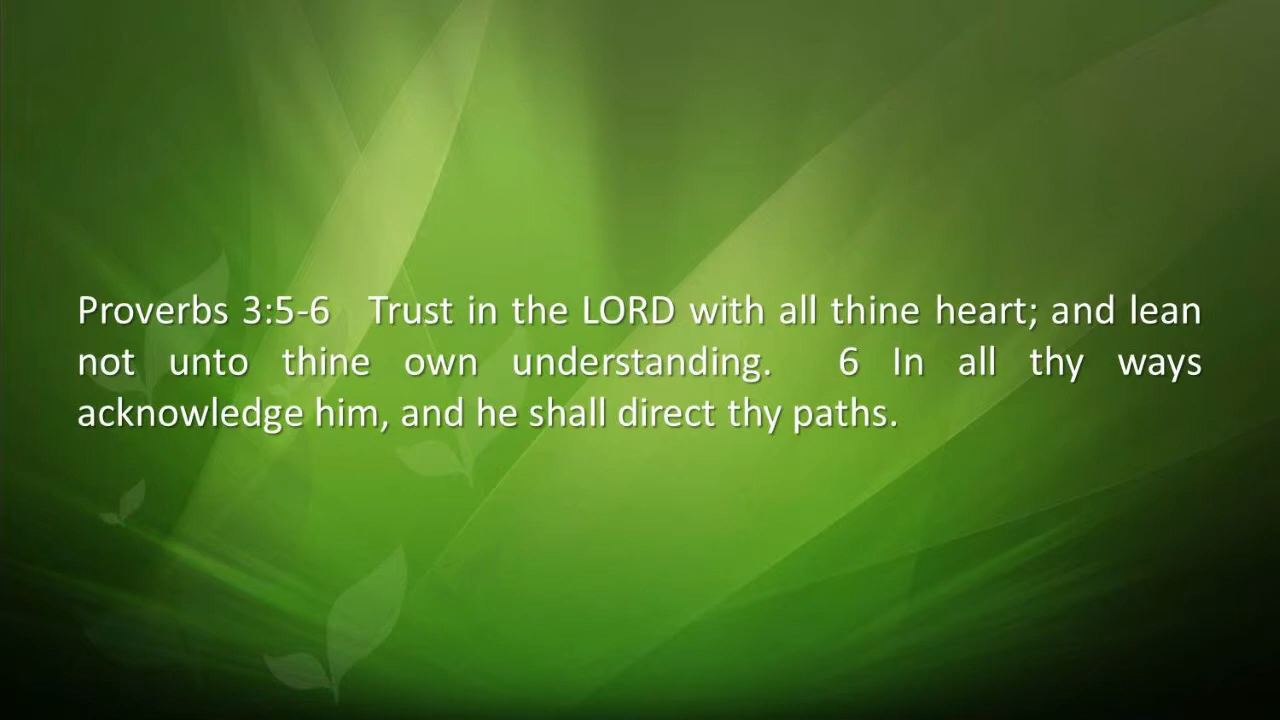 Proverbs 3:5-6   Trust in the LORD with all thine heart; and lean
not unto thine own understanding.   6 In all thy ways
acknowledge him, and he shall direct thy paths.